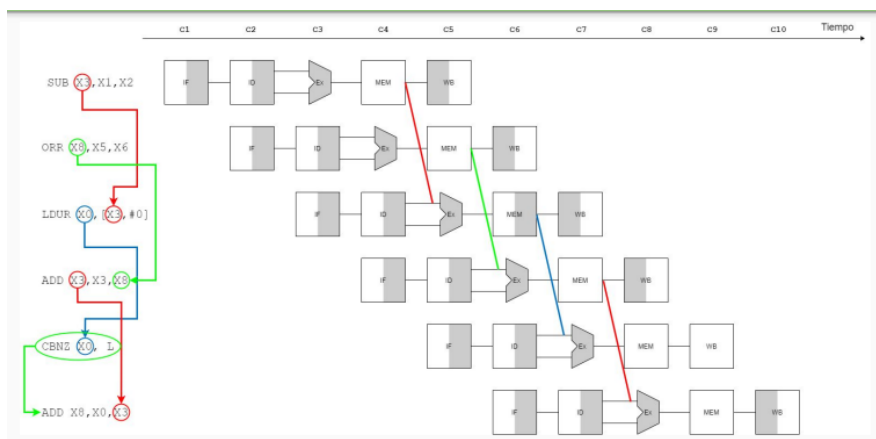 C1 C2 C3 C4 C5 C6 C7 C8 C9 C10 Tiempo
SUB X3,X1,X2 IF ID Ex MEM WB
ORR X8,X5,X6 IF ID Ex MEM WB
LDUR X0,[X3,#0] IF ID Ex MEM WB
ADD X3,X3,X8 IF ID Ex MEM WB
CBNZ X0, L IF ID Ex MEM WB
ADD X8,X0,X3 IF ID Ex MEM WB